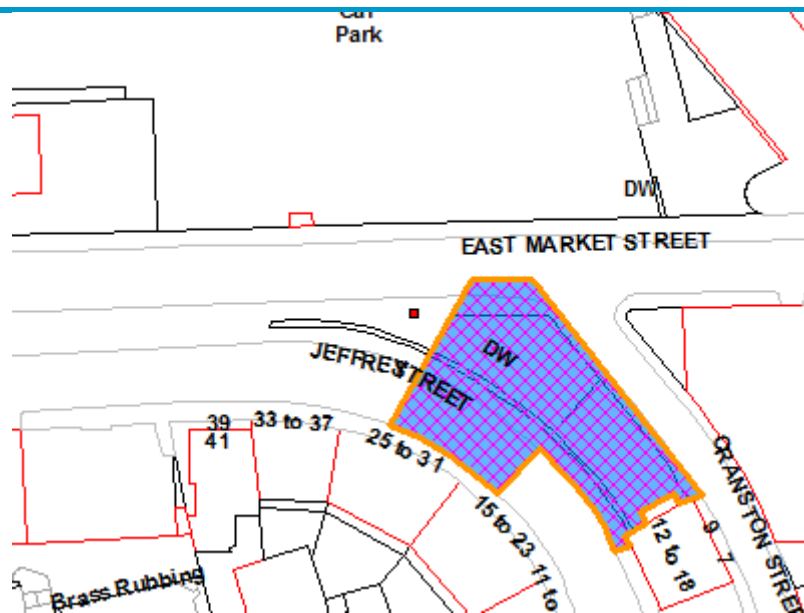 Car
Park
DW
EAST MARKET STREET
JEFFREY STREET
DW
39
41
33 to 37
25 to 31
15 to 23
11 to
12 to 18
9
7
CRANSTON STREE
Brass Rubbing